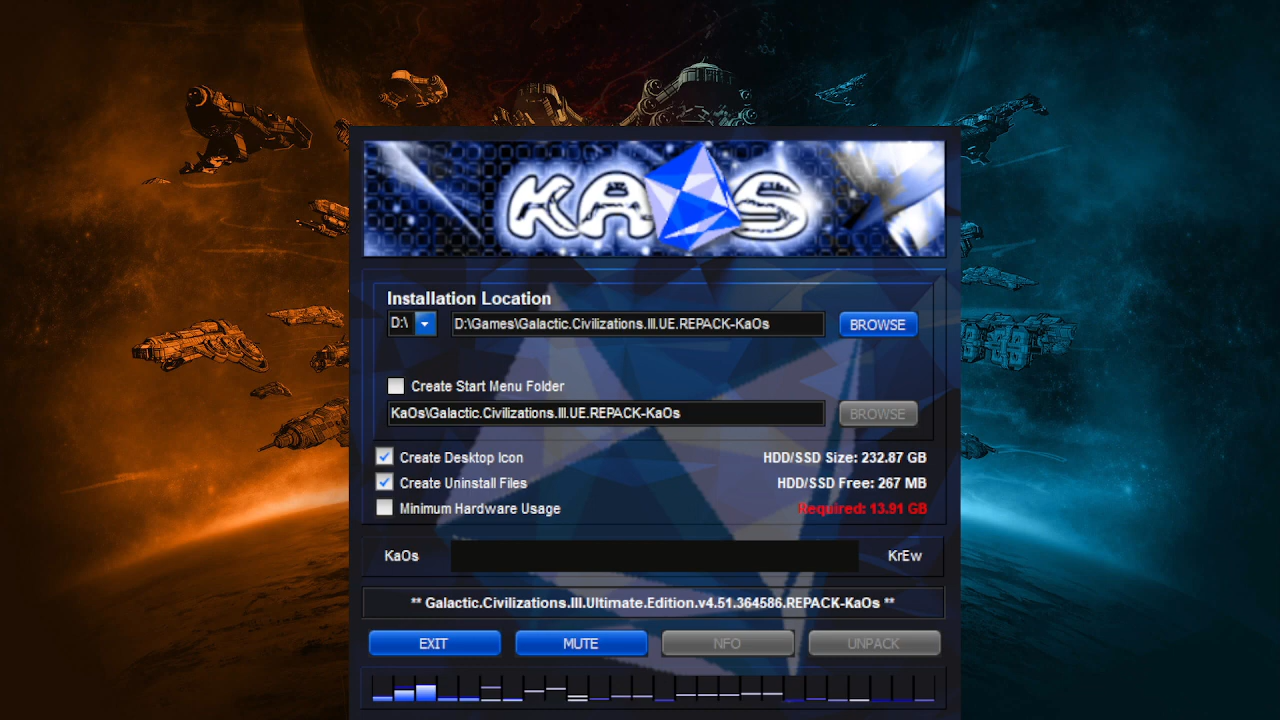 KAOS
Installation Location
D:\ D:\Games\Galactic.Civilizations.III.UE.REPACK-KaOs BROWSE
Create Start Menu Folder
KaOs\Galactic.Civilizations.III.UE.REPACK-KaOs BROWSE
Create Desktop Icon HDD/SSD Size: 232.87 GB
Create Uninstall Files HDD/SSD Free: 267 MB
Minimum Hardware Usage Required: 13.91 GB
KaOs KrEw
** Galactic.Civilizations.III.Ultimate.Edition.v4.51.364586.REPACK-KaOs **
EXIT MUTE NFO UNPACK